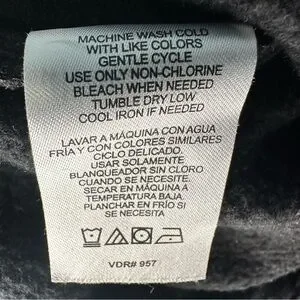 MACHINE WASH COLD
WITH LIKE COLORS
GENTLE CYCLE
USE ONLY NON-CHLORINE
BLEACH WHEN NEEDED
TUMBLE DRY LOW
COOL IRON IF NEEDED
LAVAR A MÁQUINA CON AGUA
FRÍA Y CON COLORES SIMILARES
CICLO DELICADO.
USAR SOLAMENTE
BLANQUEADOR SIN CLORO
CUANDO SE NECESITE.
SECAR EN MÁQUINA A
TEMPERATURA BAJA.
PLANCHAR EN FRÍO SI
SE NECESITA
VDR# 957